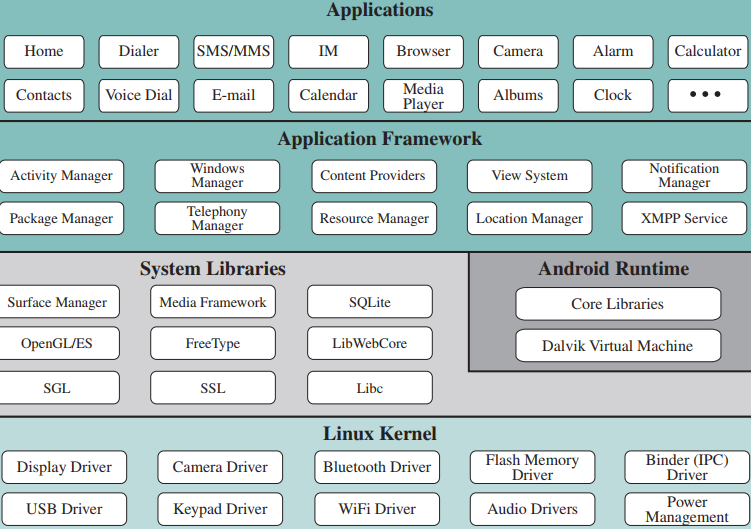 Applications
Home Dialer SMS/MMS IM Browser Camera Alarm Calculator
Contacts Voice Dial E-mail Calendar Media Player Albums Clock •••
Application Framework
Activity Manager Windows Manager Content Providers View System Notification Manager
Package Manager Telephony Manager Resource Manager Location Manager XMPP Service
System Libraries
Surface Manager Media Framework SQLite
OpenGL/ES FreeType LibWebCore
SGL SSL Libc
Android Runtime
Core Libraries
Dalvik Virtual Machine
Linux Kernel
Display Driver Camera Driver Bluetooth Driver Flash Memory Driver Binder (IPC) Driver
USB Driver Keypad Driver WiFi Driver Audio Drivers Power Management